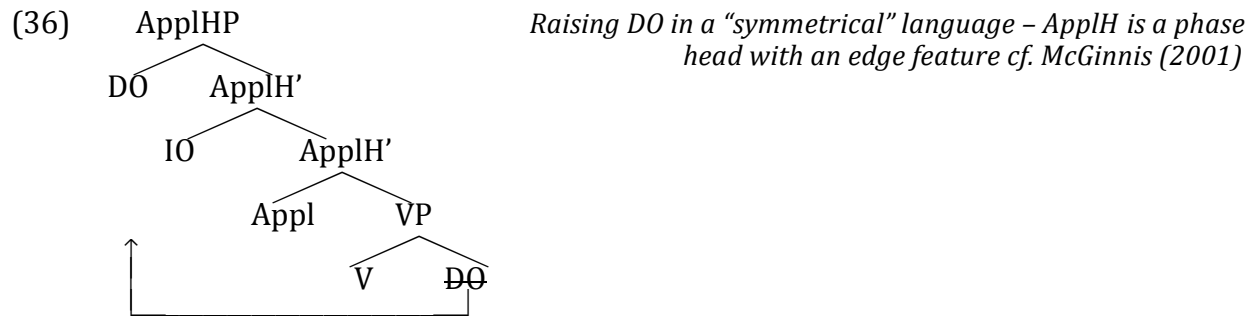 (36) ApplHP Raising DO in a “symmetrical” language – ApplH is a phase
head with an edge feature cf. McGinnis (2001)
DO ApplH’
IO ApplH’
Appl VP
V DO